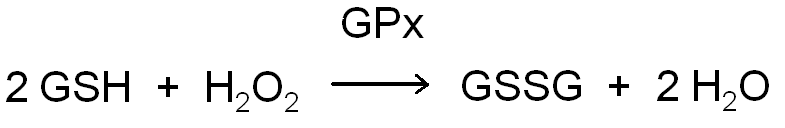 GPx
2 GSH + H₂O₂ → GSSG + 2 H₂O